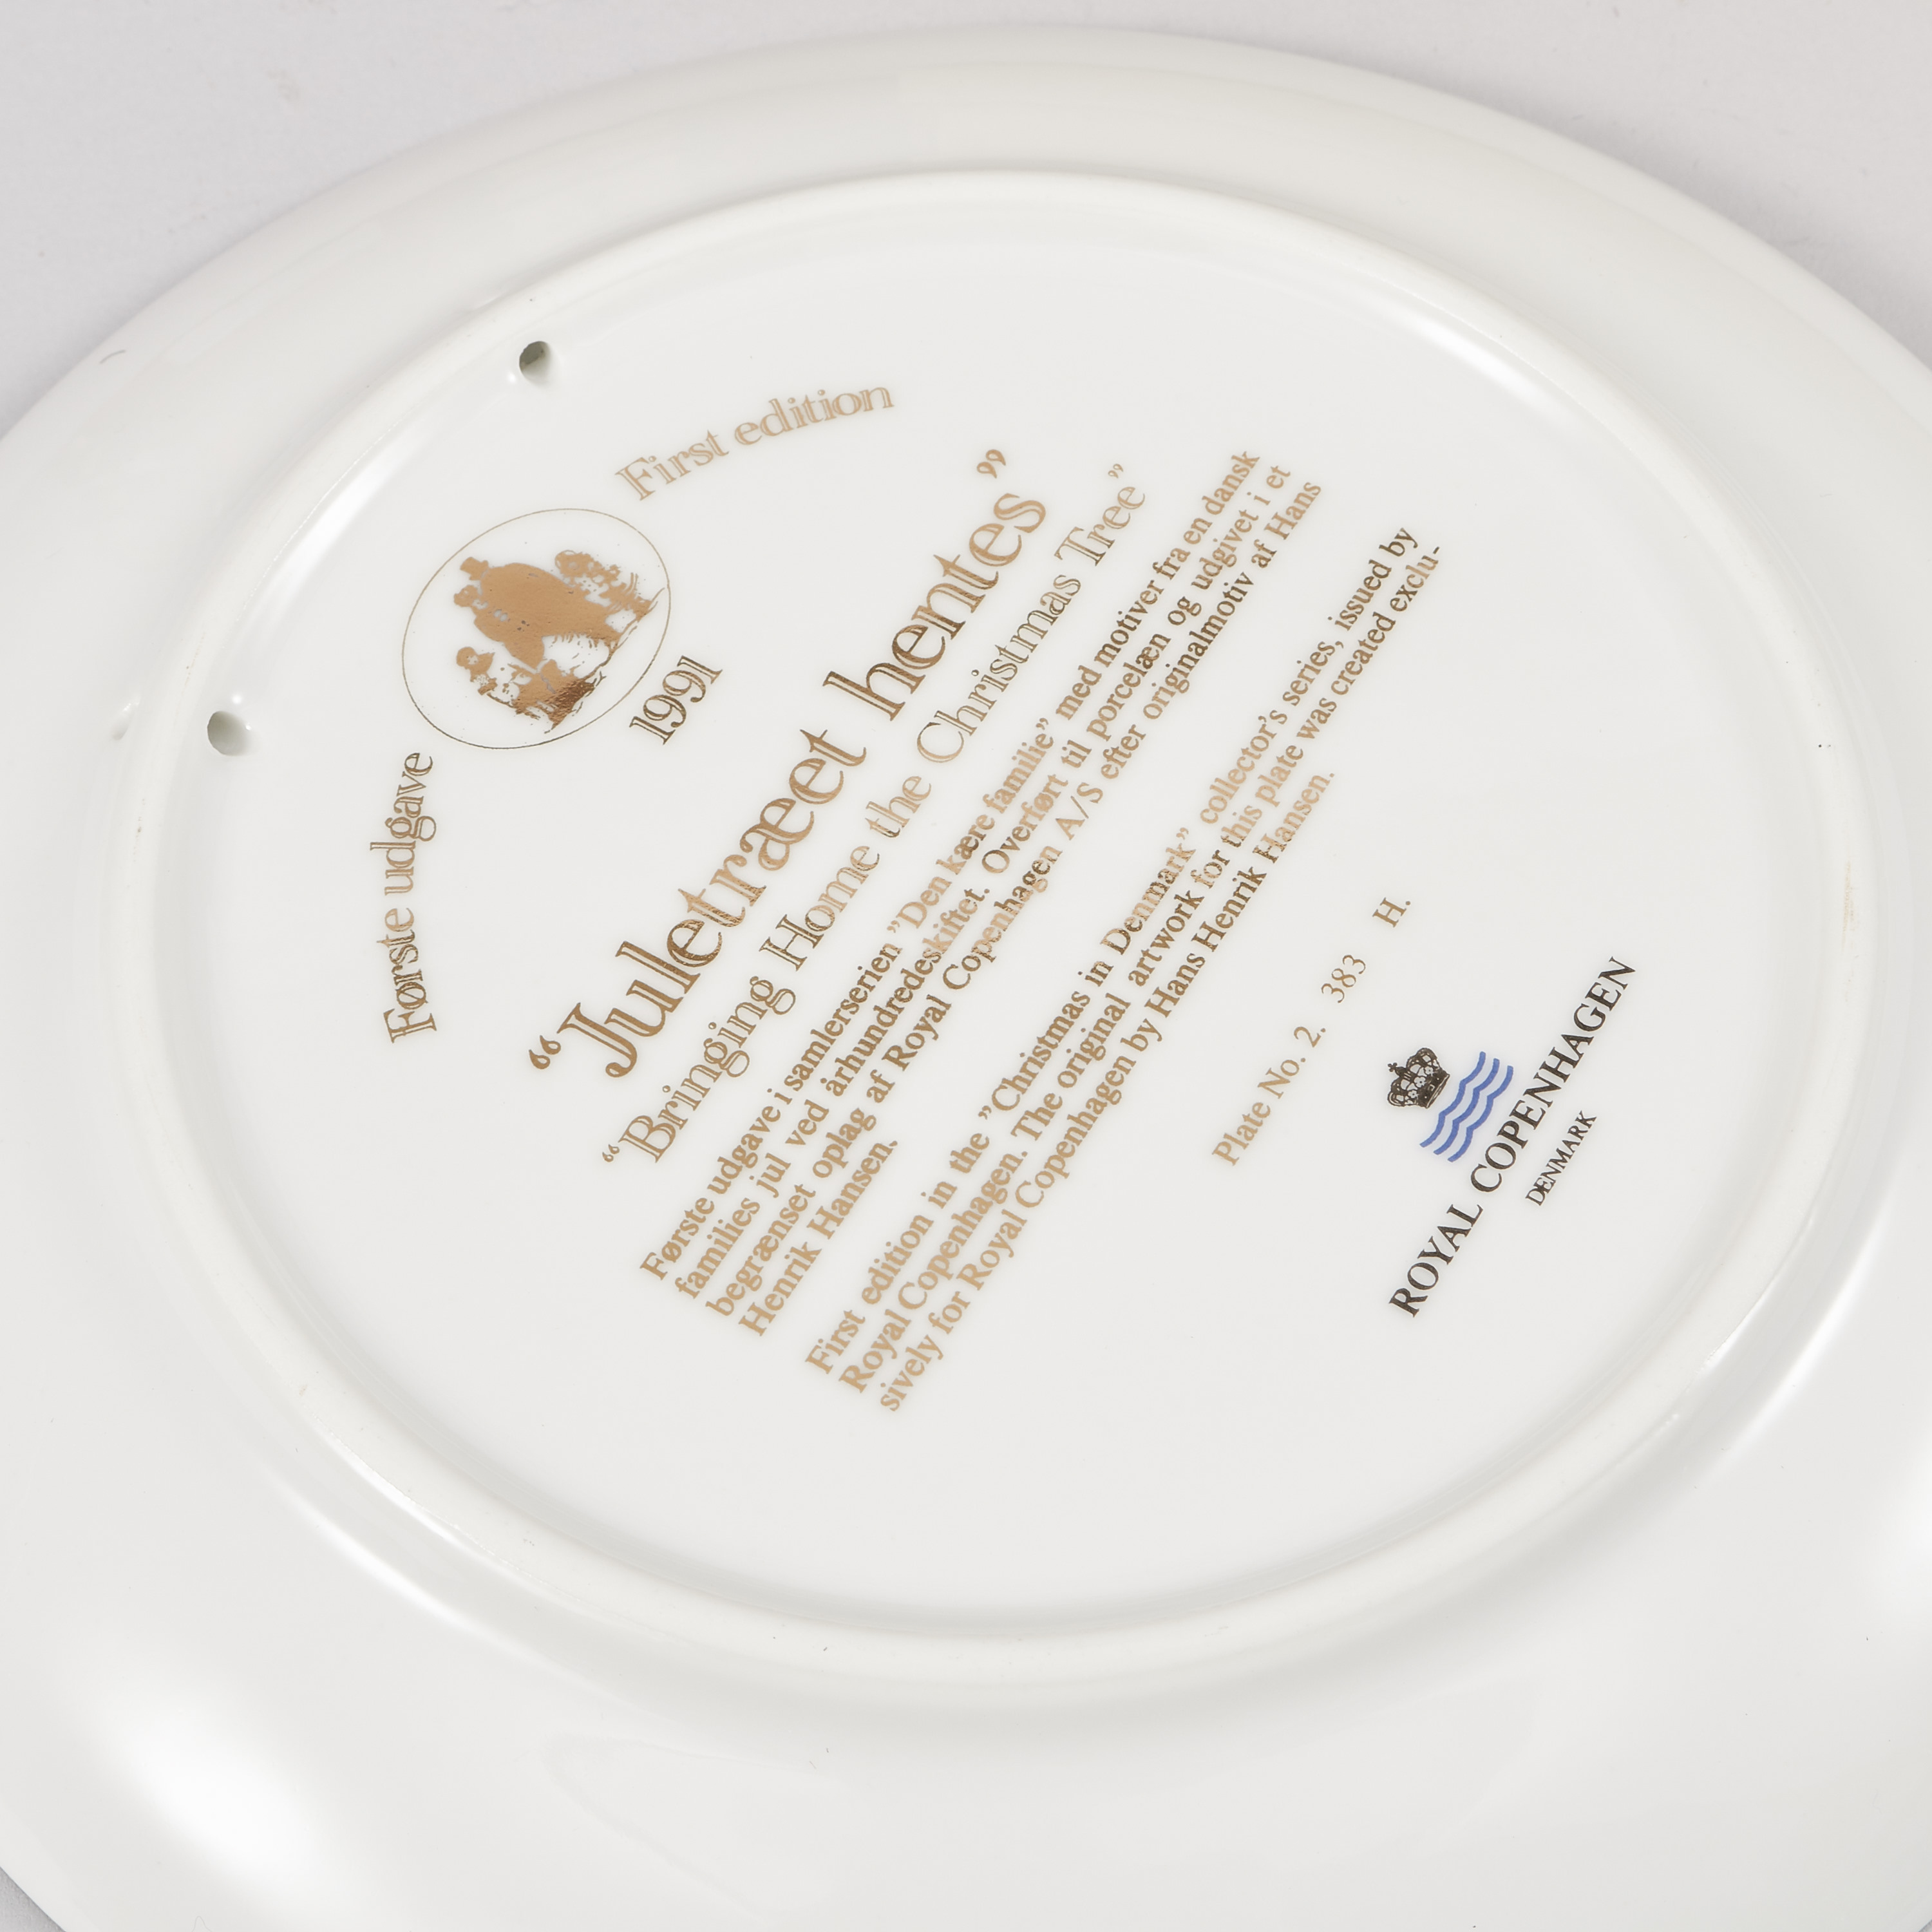 Første udgave
First edition
1991
“Juletræet hentes”
“Bringing Home the Christmas Tree”
Første udgave i samlerserien ”Den kære familie” med motiver fra en dansk
families jul ved århundredeskiftet. Overført til porcelæn og udgivet i et
begrænset oplag af Royal Copenhagen A/S efter originalmotiv af Hans
Henrik Hansen.
First edition in the ”Christmas in Denmark” collector’s series, issued by
Royal Copenhagen. The original artwork for this plate was created exclu-
sively for Royal Copenhagen by Hans Henrik Hansen.
Plate No. 2. 383 H.
ROYAL COPENHAGEN
DENMARK